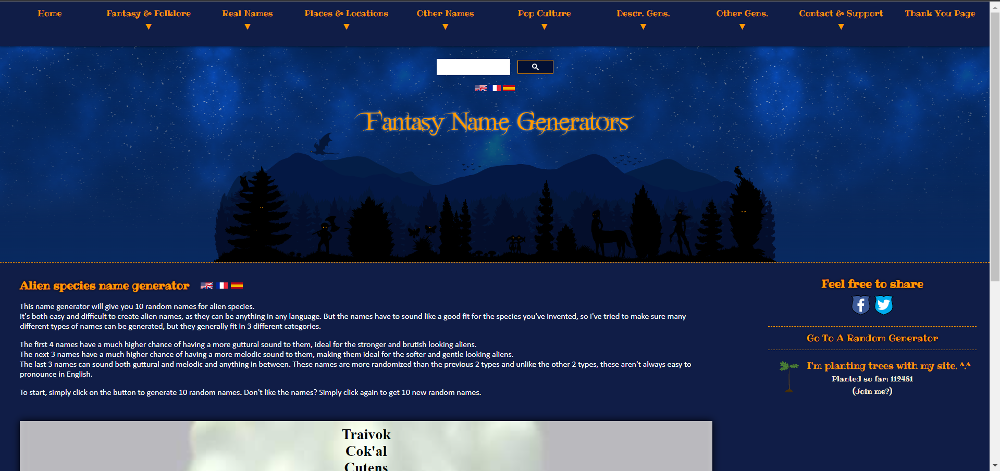 Home
Fantasy & Folklore
Real Names
Places & Locations
Other Names
Pop Culture
Descr. Gens.
Other Gens.
Contact & Support
Thank You Page
▼ ▼ ▼ ▼ ▼ ▼ ▼ ▼
Fantasy Name Generators
Alien species name generator
This name generator will give you 10 random names for alien species.
It's both easy and difficult to create alien names, as they can be anything in any language. But the names have to sound like a good fit for the species you've invented, so I've tried to make sure many
different types of names can be generated, but they generally fit in 3 different categories.
The first 4 names have a much higher chance of having a more guttural sound to them, ideal for the stronger and brutish looking aliens.
The next 3 names have a much higher chance of having a more melodic sound to them, making them ideal for the softer and gentle looking aliens.
The last 3 names can sound both guttural and melodic and anything in between. These names are more randomized than the previous 2 types and unlike the other 2 types, these aren't always easy to
pronounce in English.
To start, simply click on the button to generate 10 random names. Don't like the names? Simply click again to get 10 new random names.
Traivok
Cok'al
Cutens
Feel free to share
Go To A Random Generator
I'm planting trees with my site. ^.^
Planted so far: 112481
(Join me?)